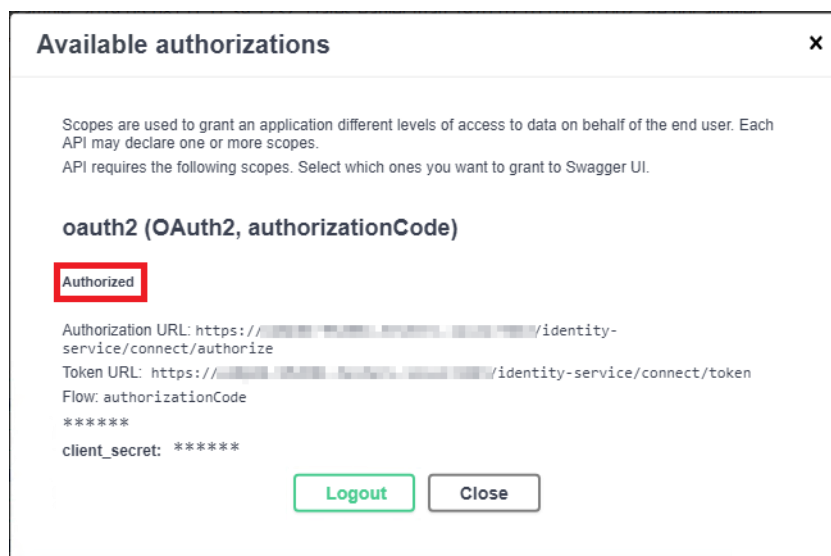 Available authorizations
×
Scopes are used to grant an application different levels of access to data on behalf of the end user. Each
API may declare one or more scopes.
API requires the following scopes. Select which ones you want to grant to Swagger UI.
oauth2 (OAuth2, authorizationCode)
Authorized
Authorization URL: https:// /identity-
service/connect/authorize
Token URL: https:// /identity-service/connect/token
Flow: authorizationCode
******
client_secret: ******
Logout Close